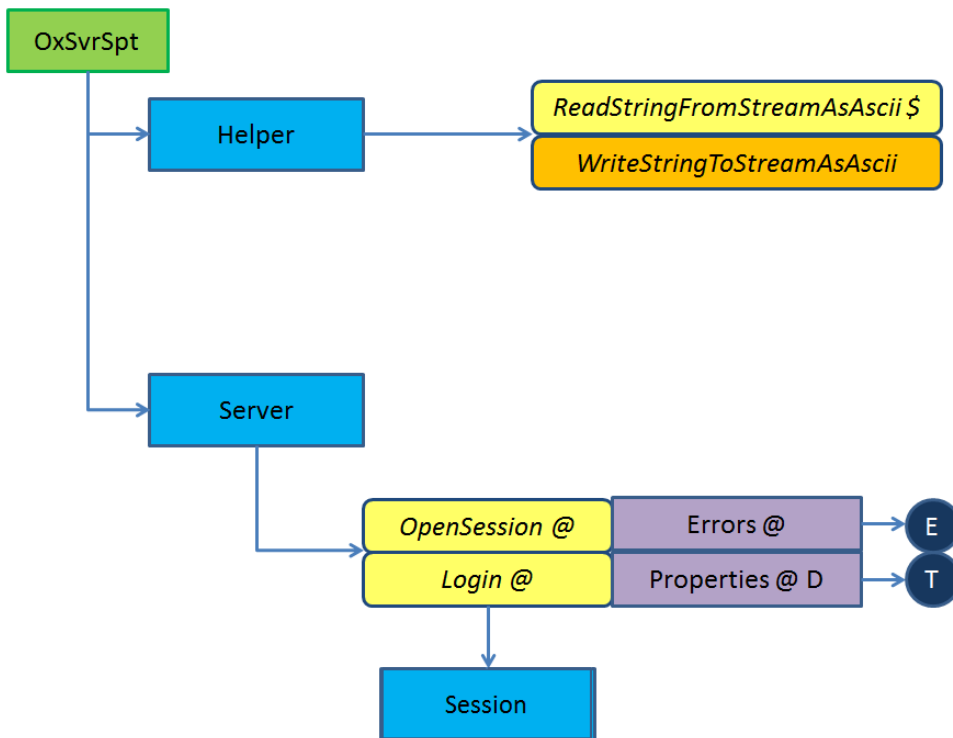 OxSvrSpt
Helper
ReadStringFromStreamAsAscii $
WriteStringToStreamAsAscii
Server
OpenSession @
Errors @
E
Login @
Properties @ D
T
Session